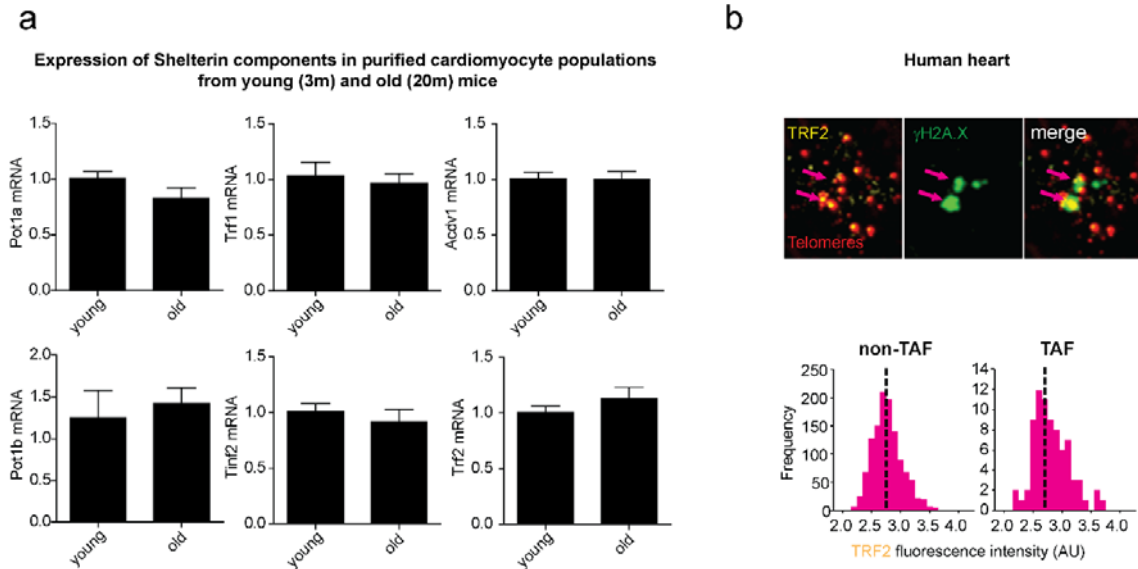 a
Expression of Shelterin components in purified cardiomyocyte populations
from young (3m) and old (20m) mice
1.5
1.0
0.5
0.0
Pot1a mRNA
young
old
1.5
1.0
0.5
0.0
Trf1 mRNA
young
old
1.5
1.0
0.5
0.0
Acdv1 mRNA
young
old
2.0
1.5
1.0
0.5
0.0
Pot1b mRNA
young
old
1.5
1.0
0.5
0.0
Tinf2 mRNA
young
old
1.5
1.0
0.5
0.0
Trf2 mRNA
young
old
b
Human heart
TRF2
Telomeres
γH2A.X
merge
non-TAF
250
200
150
100
50
0
Frequency
2.0 2.5 3.0 4.0
TAF
14
12
10
8
6
4
2
0
2.0 2.5 3.0 4.0
TRF2 fluorescence intensity (AU)